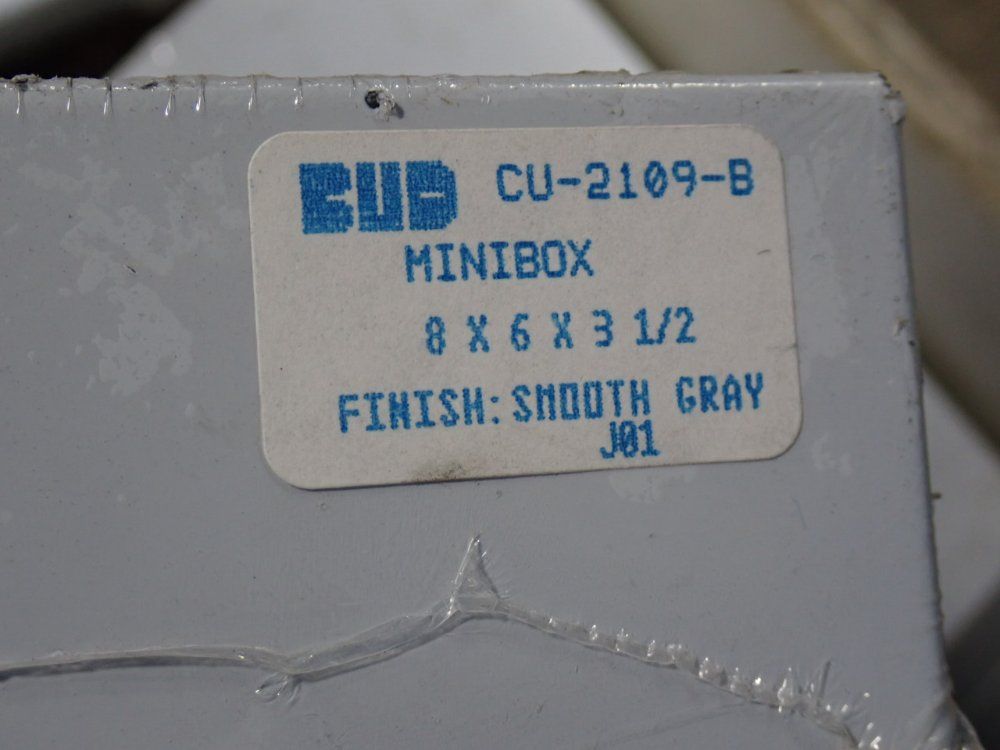 BUD CU-2109-B
MINIBOX
8 X 6 X 3 1/2
FINISH: SMOOTH GRAY
J01